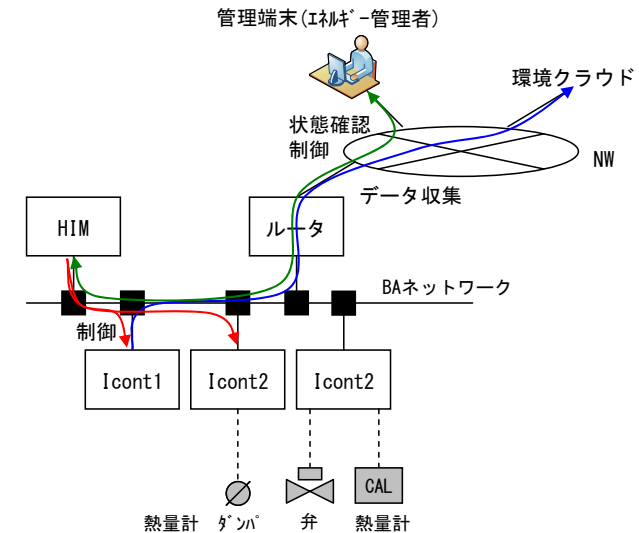 管理端末(ｴﾈﾙｷﾞｰ管理者)
環境クラウド
状態確認
制御
NW
データ収集
HIM
ルータ
BAネットワーク
制御
Icont1
Icont2
Icont2
CAL
熱量計
ﾀﾞﾝﾊﾟ
弁
熱量計